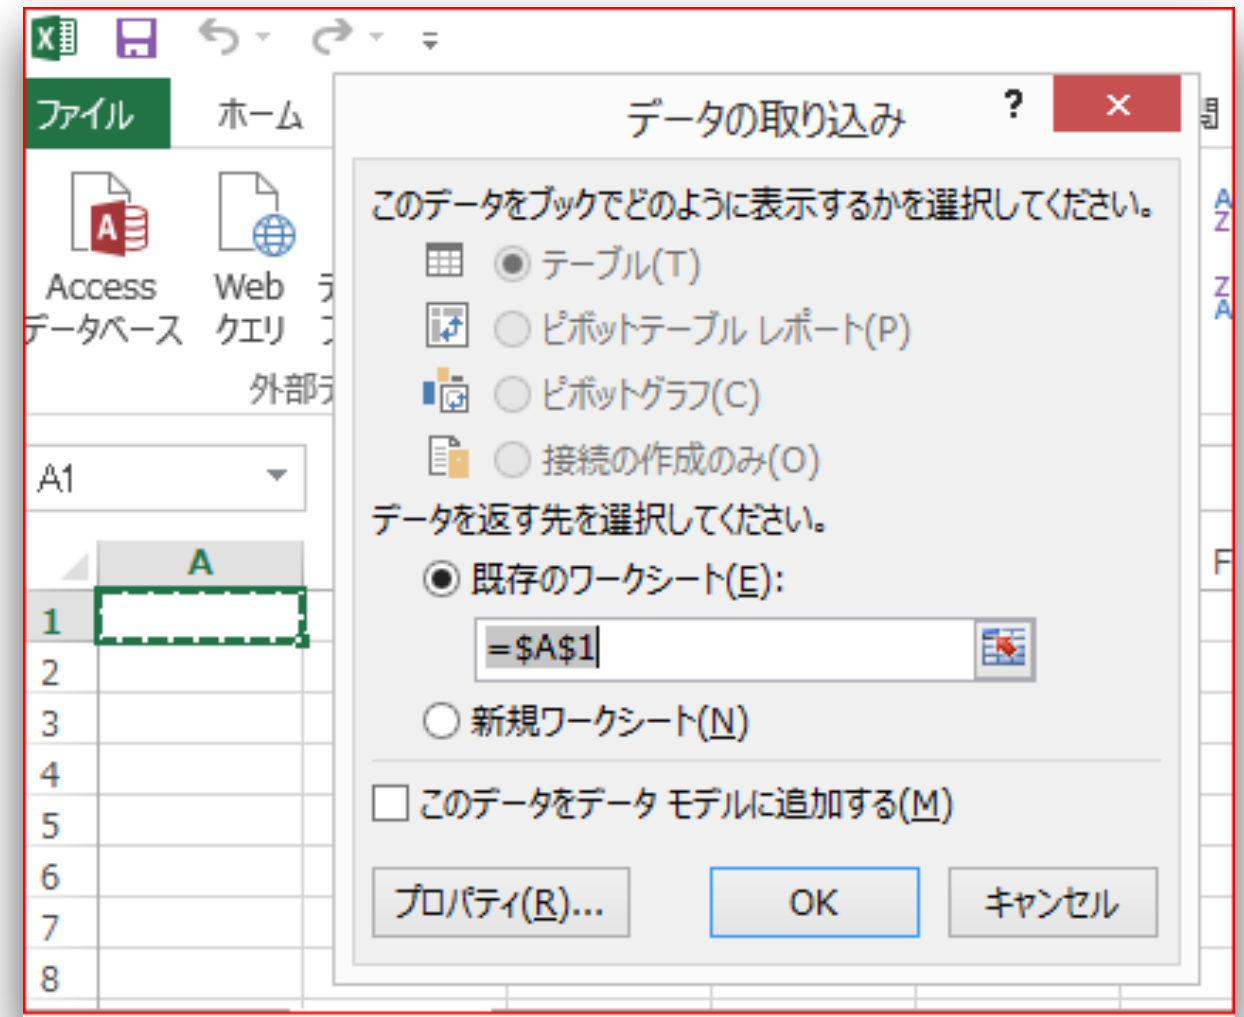 ファイル ホーム
データの取り込み ? ×
このデータをブックでどのように表示するかを選択してください。
テーブル(T)
Access
データベース
Web
クエリ
ピボットテーブル レポート(P)
外部デ
ピボットグラフ(C)
接続の作成のみ(O)
A1
データを返す先を選択してください。
既存のワークシート(E):
=$A$1
新規ワークシート(N)
このデータをデータ モデルに追加する(M)
プロパティ(R)...
OK
キャンセル
A
F
1
2
3
4
5
6
7
8
A
Z
Z
A